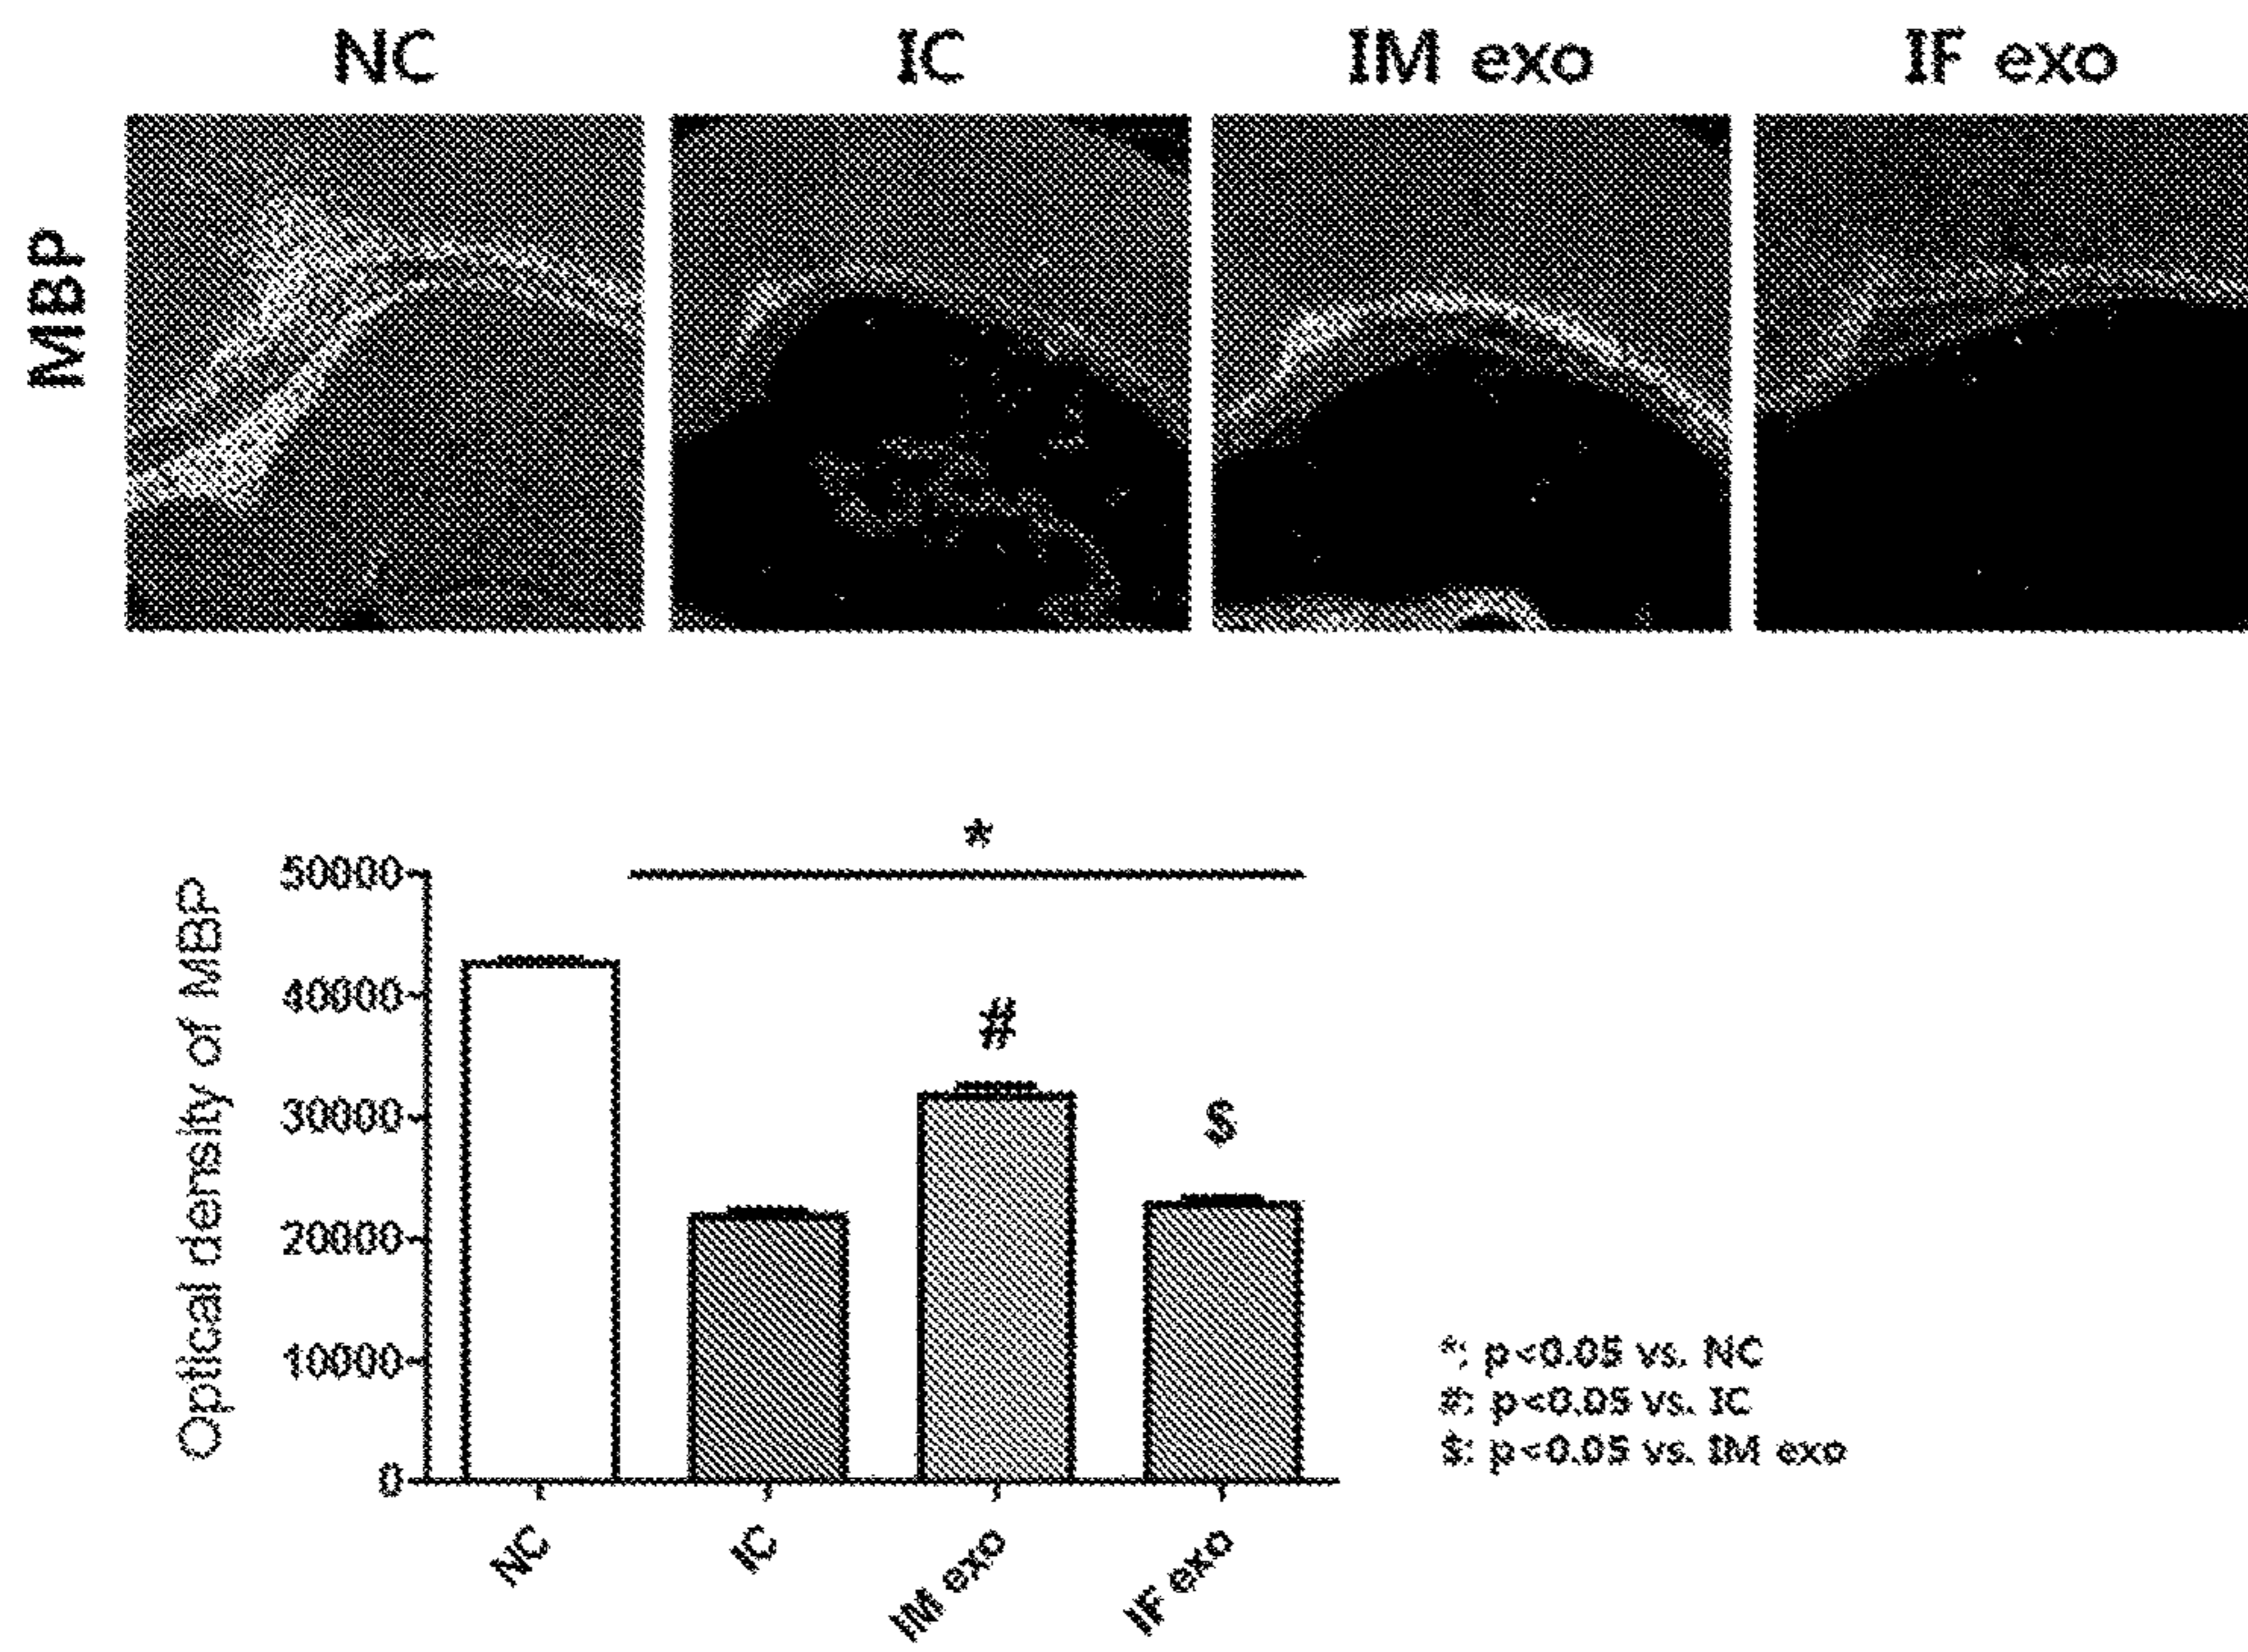 NC IC IM exo IF exo
MBP
*
50000
40000
30000
20000
10000
0
Optical density of MBP
#
$
*: p<0.05 vs. NC
#: p<0.05 vs. IC
$: p<0.05 vs. IM exo
NC IC IM exo IF exo